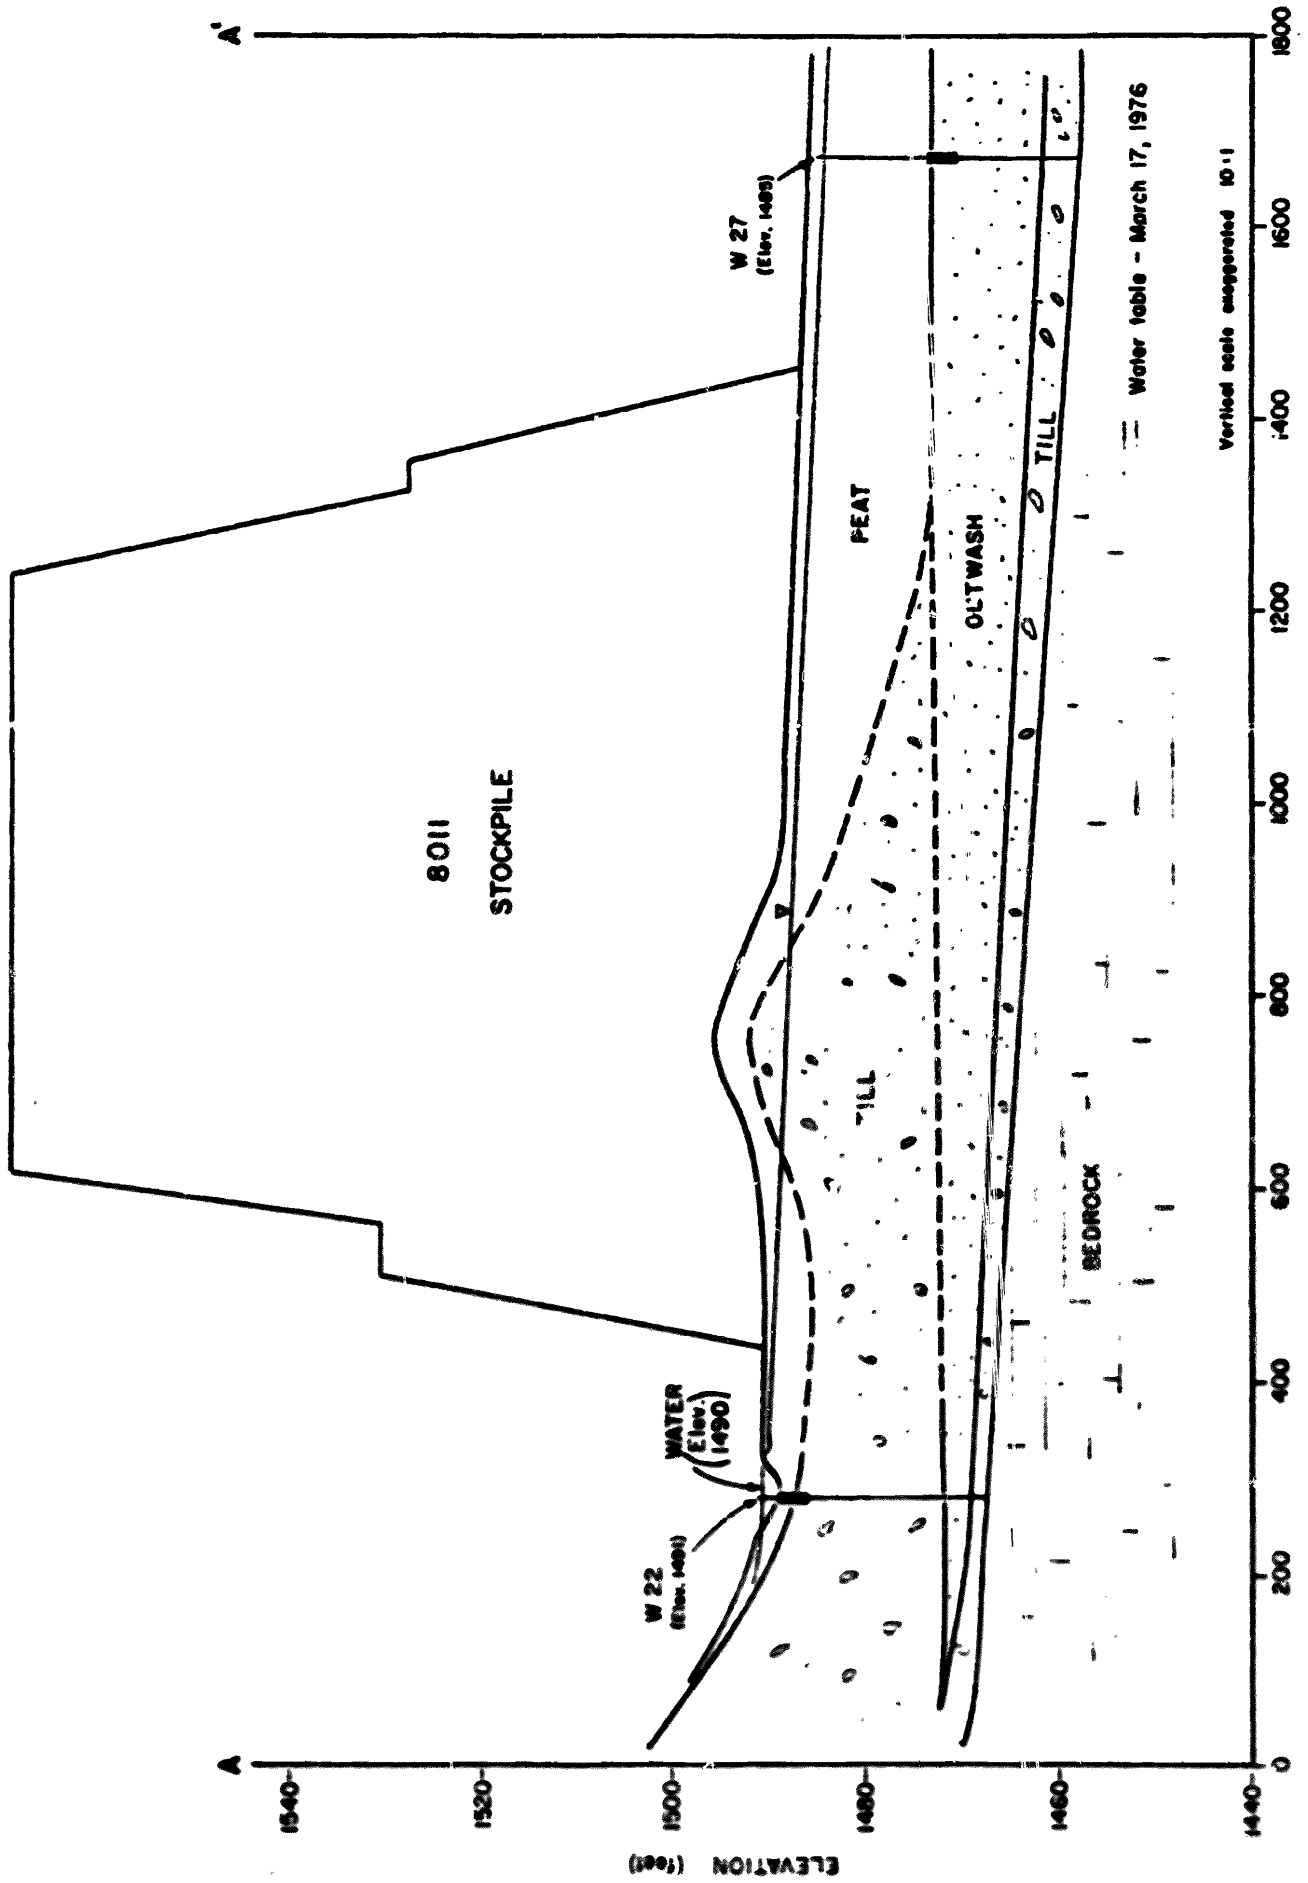 A
A'
8011
STOCKPILE
WATER
(Elev.
1490)
W 22
(Elev. 1491)
W 27
(Elev. 1485)
PEAT
TILL
OUTWASH
TILL
BEDROCK
Water table - March 17, 1976
Vertical scale exaggerated 10:1
ELEVATION (feet)
1540
1520
1500
1480
1460
1440
0
200
400
600
800
1000
1200
1400
1600
1800